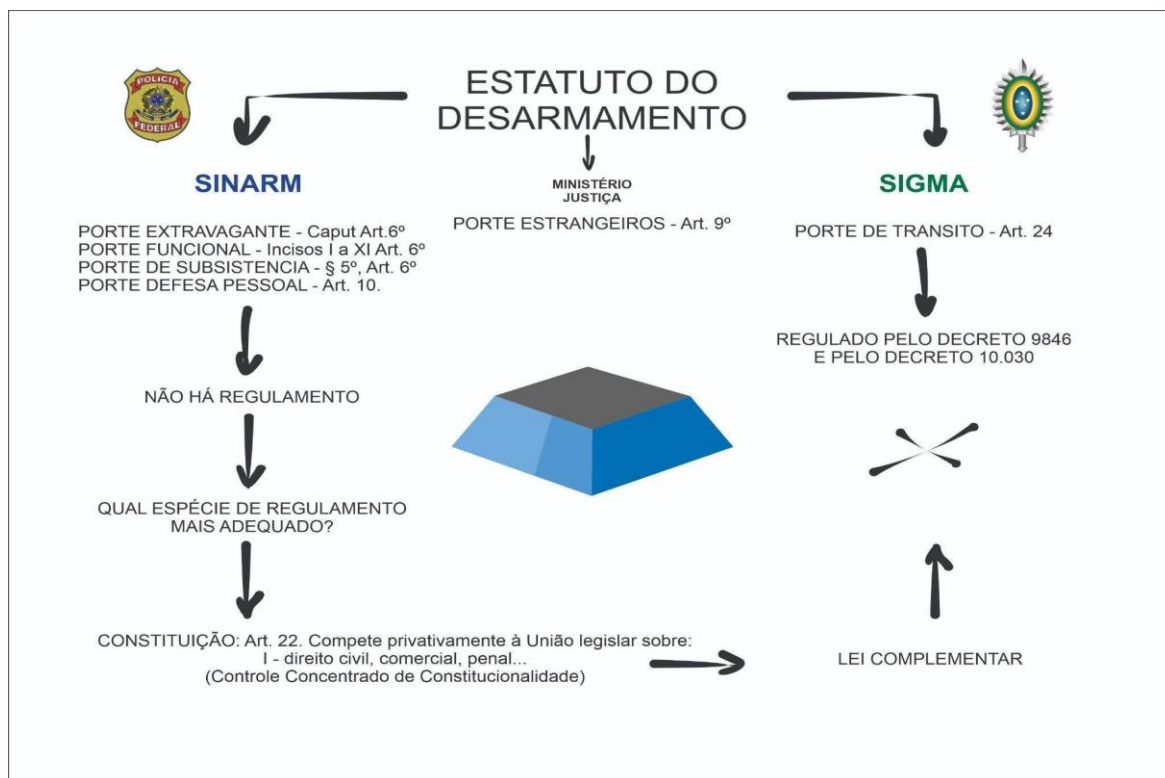 ESTATUTO DO
DESARMAMENTO
POLÍCIA
FEDERAL
SINARM
PORTE EXTRAVAGANTE - Caput Art.6º
PORTE FUNCIONAL - Incisos I a XI Art. 6º
PORTE DE SUBSISTENCIA - § 5º, Art. 6º
PORTE DEFESA PESSOAL - Art. 10.
NÃO HÁ REGULAMENTO
QUAL ESPÉCIE DE REGULAMENTO
MAIS ADEQUADO?
CONSTITUIÇÃO: Art. 22. Compete privativamente à União legislar sobre:
I - direito civil, comercial, penal...
(Controle Concentrado de Constitucionalidade)
MINISTÉRIO
JUSTIÇA
PORTE ESTRANGEIROS - Art. 9º
SIGMA
PORTE DE TRANSITO - Art. 24
REGULADO PELO DECRETO 9846
E PELO DECRETO 10.030
LEI COMPLEMENTAR